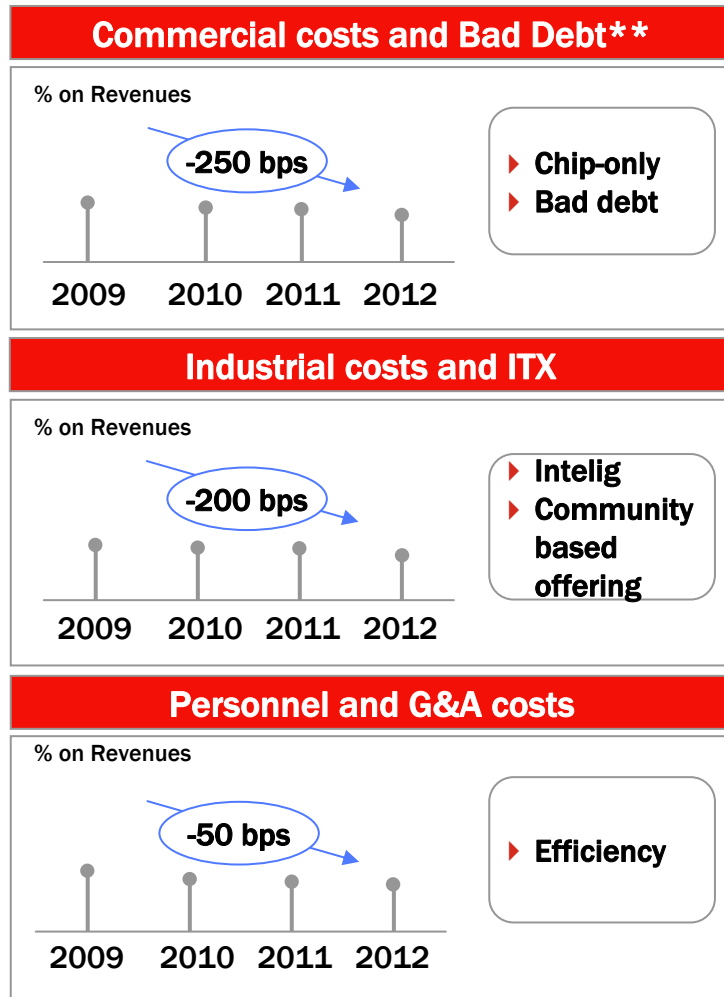 Commercial costs and Bad Debt**
% on Revenues
-250 bps
Chip-only
Bad debt
2009 2010 2011 2012
Industrial costs and ITX
% on Revenues
-200 bps
Intelig
Community
based
offering
2009 2010 2011 2012
Personnel and G&A costs
% on Revenues
-50 bps
Efficiency
2009 2010 2011 2012